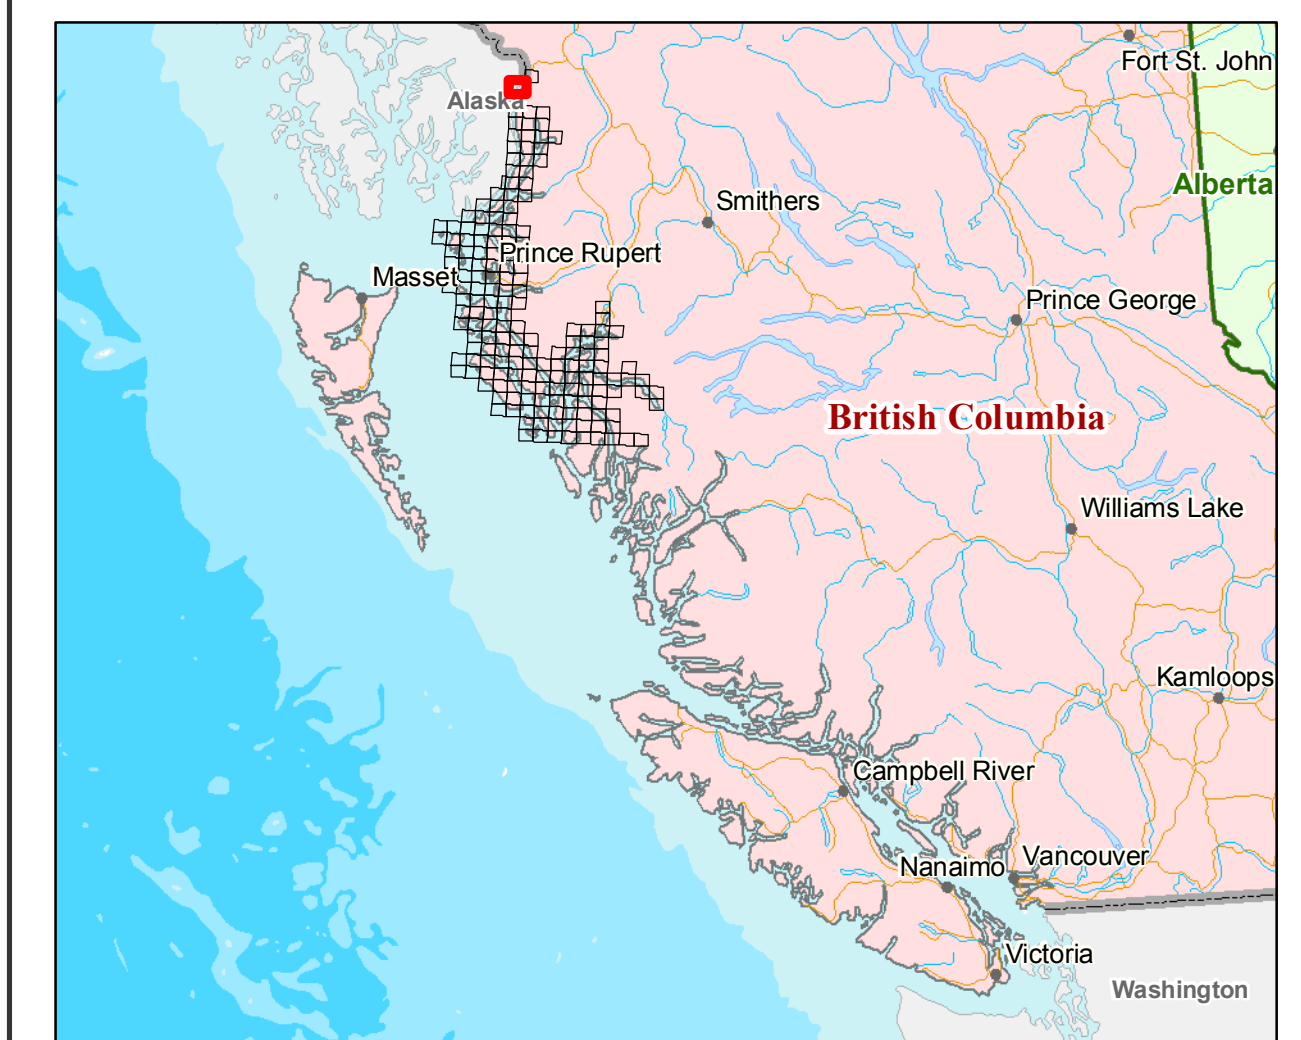 Fort St. John
Alaska
Alberta
Smithers
Prince Rupert
Masset
Prince George
British Columbia
Williams Lake
Kamloops
Campbell River
Vancouver
Nanaimo
Victoria
Washington